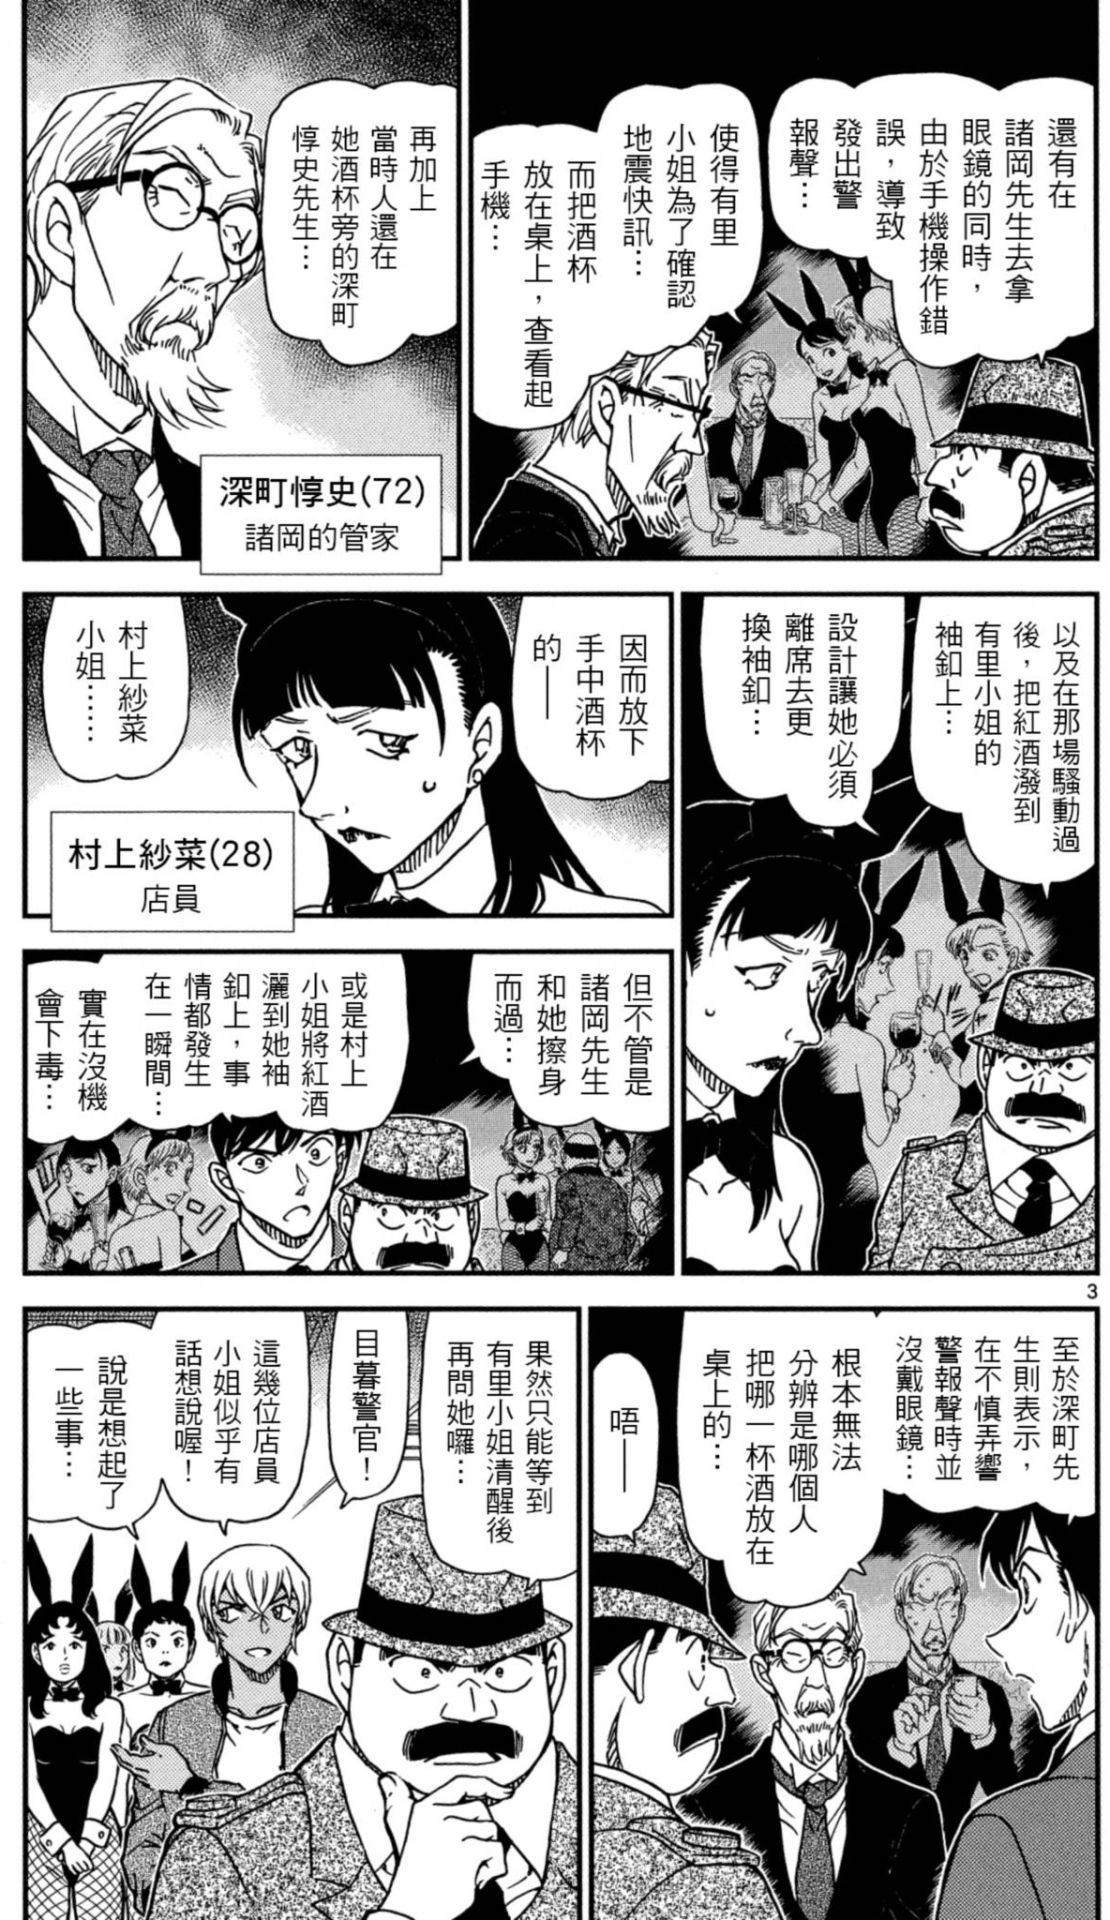 還有在
諸岡先生去拿
眼鏡的同時，
由於手機操作錯
誤，導致
發出警
報聲…
使得有里
小姐為了確認
地震快訊…
而把酒杯
放在桌上，查看起
手機…
再加上
當時人還在
她酒杯旁的深町
惇史先生…
深町惇史(72)
諸岡的管家
以及在那場騷動過
後，把紅酒潑到
有里小姐的
袖釦上…
設計讓她必須
離席去更
換袖釦…
因而放下
手中酒杯
的——
村上紗菜
小姐……
村上紗菜(28)
店員
但不管是
諸岡先生
和她擦身
而過…
或是村上
小姐將紅酒
灑到她袖
釦上，事
情都發生
在一瞬間…
實在沒機
會下毒…
3
至於深町先
生則表示，
在不慎弄響
警報聲時並
沒戴眼鏡…
根本無法
分辨是哪個人
把哪一杯酒放在
桌上的…
唔——
果然只能等到
有里小姐清醒後
再問她囉…
目暮警官！
這幾位店員
小姐似乎有
話想說喔！
說是想起了
一些事…